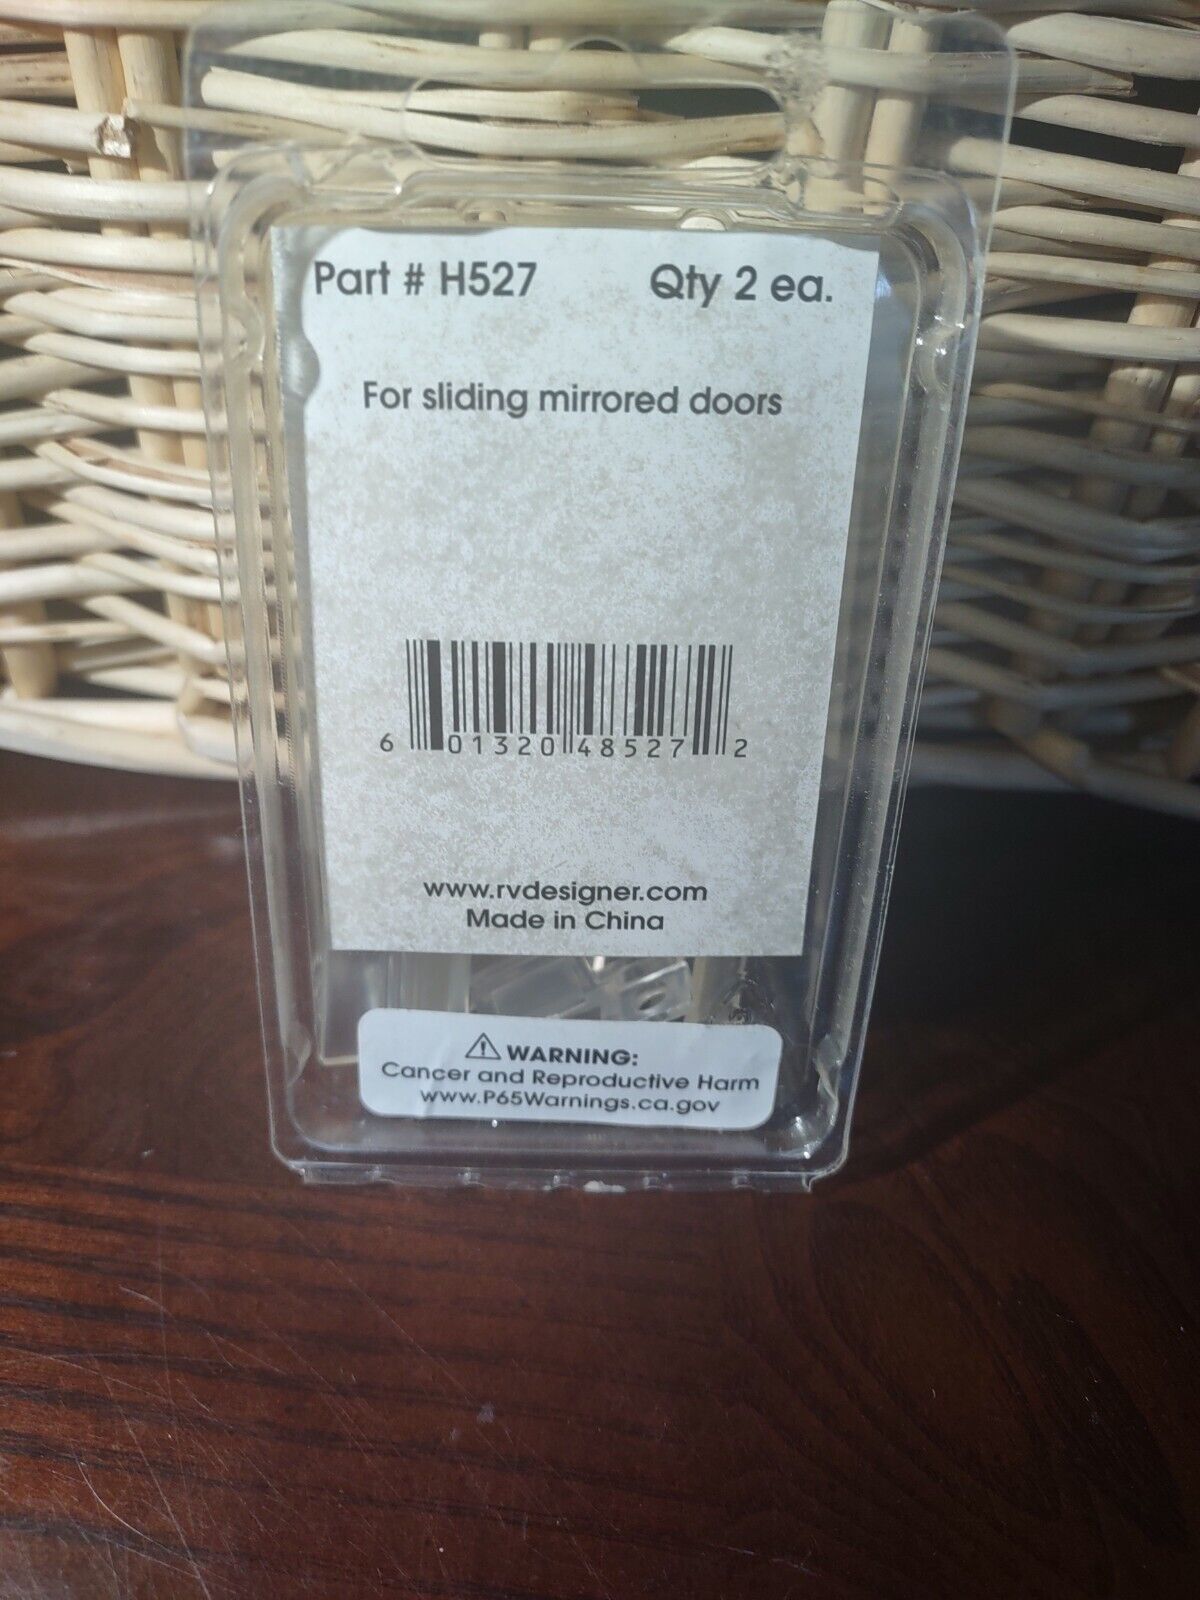 Part # H527 Qty 2 ea.
For sliding mirrored doors
6 01320 48527 2
www.rvdesigner.com
Made in China
⚠ WARNING:
Cancer and Reproductive Harm
www.P65Warnings.ca.gov